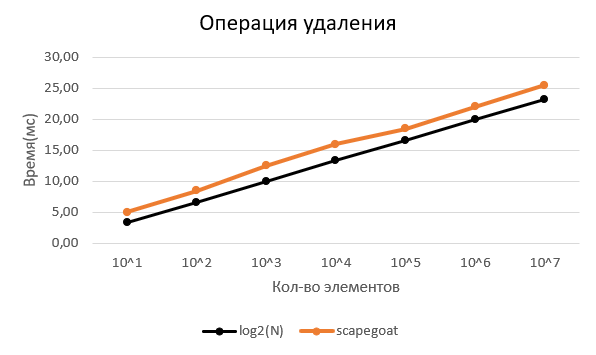 Операция удаления
30,00
25,00
20,00
15,00
10,00
5,00
0,00
Время(мс)
10^1 10^2 10^3 10^4 10^5 10^6 10^7
Кол-во элементов
log2(N) scapegoat